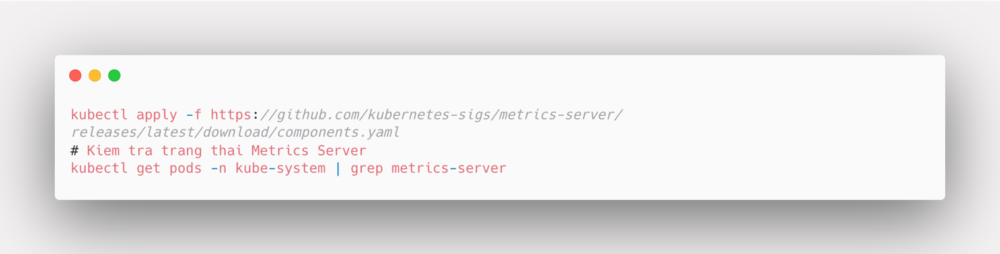 kubectl apply -f https://github.com/kubernetes-sigs/metrics-server/
releases/latest/download/components.yaml
# Kiem tra trang thai Metrics Server
kubectl get pods -n kube-system | grep metrics-server